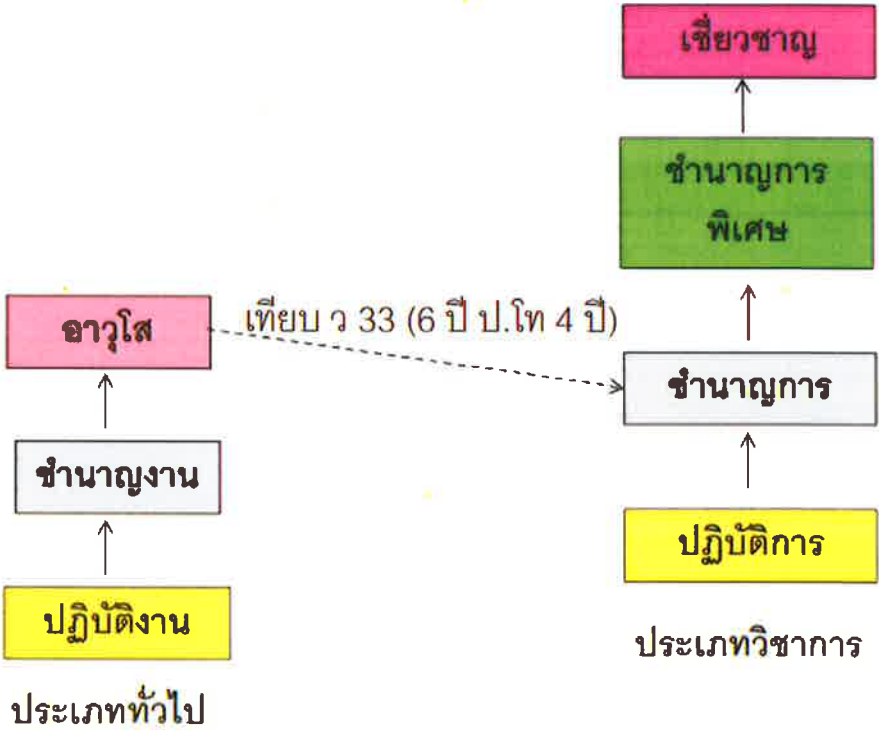 เชี่ยวชาญ
ชำนาญการ
พิเศษ
อาวุโส
เทียบ ว 33 (6 ปี ป.โท 4 ปี)
ชำนาญการ
ชำนาญงาน
ปฏิบัติการ
ปฏิบัติงาน
ประเภทวิชาการ
ประเภททั่วไป